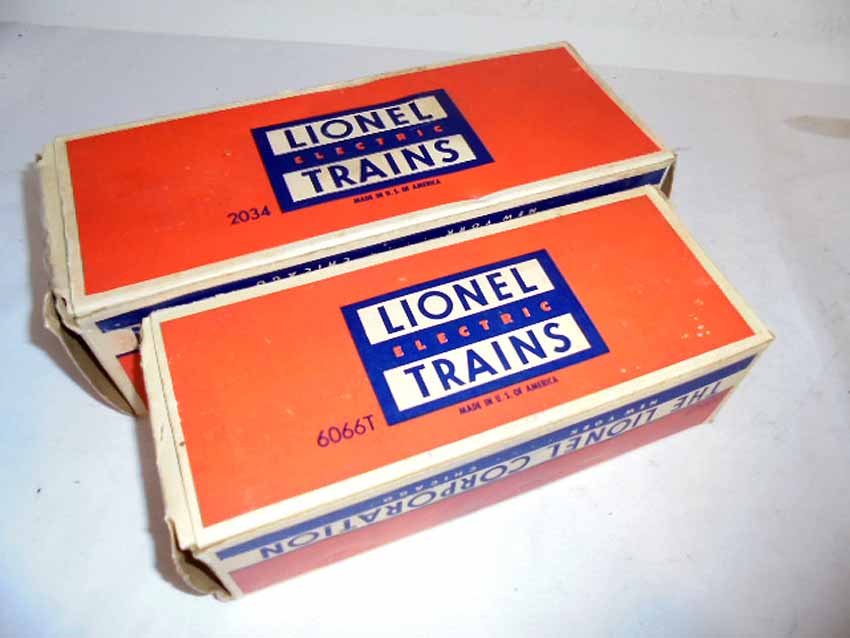 LIONEL
ELECTRIC
TRAINS
MADE IN U.S. OF AMERICA
2034
NEW YORK
CHICAGO
LIONEL
ELECTRIC
TRAINS
MADE IN U.S. OF AMERICA
6066T
THE LIONEL CORPORATION
NEW YORK
CHICAGO